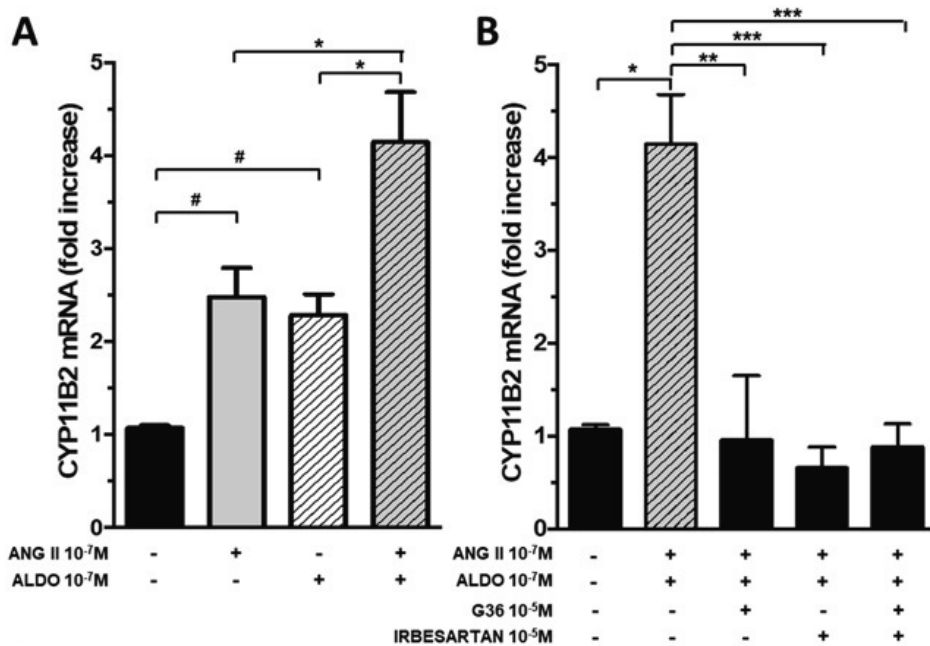 A
CYP11B2 mRNA (fold increase)
5
4
3
2
1
0
*
*
#
#
ANG II 10⁻⁷M - + - +
ALDO 10⁻⁷M - - + +
B
CYP11B2 mRNA (fold increase)
5
4
3
2
1
0
***
***
**
*
ANG II 10⁻⁷M - + + + +
ALDO 10⁻⁷M - + + + +
G36 10⁻⁵M - - + - +
IRBESARTAN 10⁻⁵M - - - + +